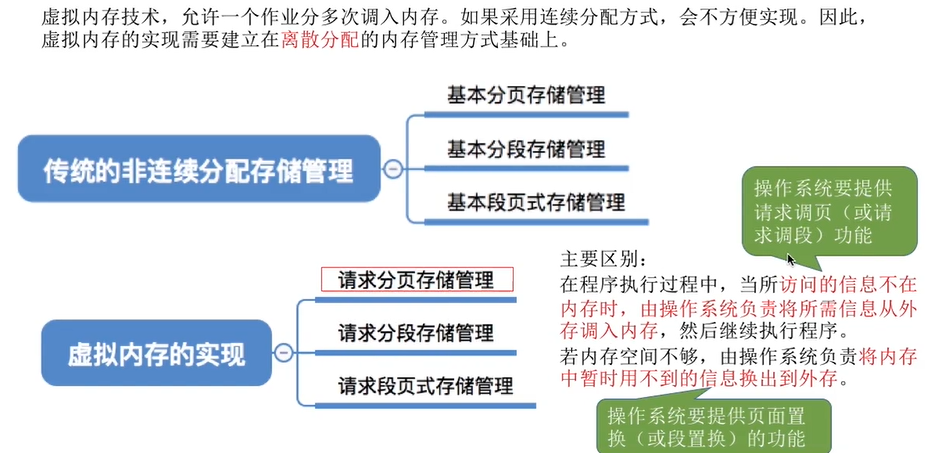 虚拟内存技术，允许一个作业分多次调入内存。如果采用连续分配方式，会不方便实现。因此，
虚拟内存的实现需要建立在离散分配的内存管理方式基础上。
基本分页存储管理
传统的非连续分配存储管理
基本分段存储管理
基本段页式存储管理
操作系统要提供
请求调页（或请
求调段）功能
请求分页存储管理
虚拟内存的实现
请求分段存储管理
请求段页式存储管理
主要区别：
在程序执行过程中，当所访问的信息不在
内存时，由操作系统负责将所需信息从外
存调入内存，然后继续执行程序。
若内存空间不够，由操作系统负责将内存
中暂时用不到的信息换出到外存。
操作系统要提供页面置
换（或段置换）的功能